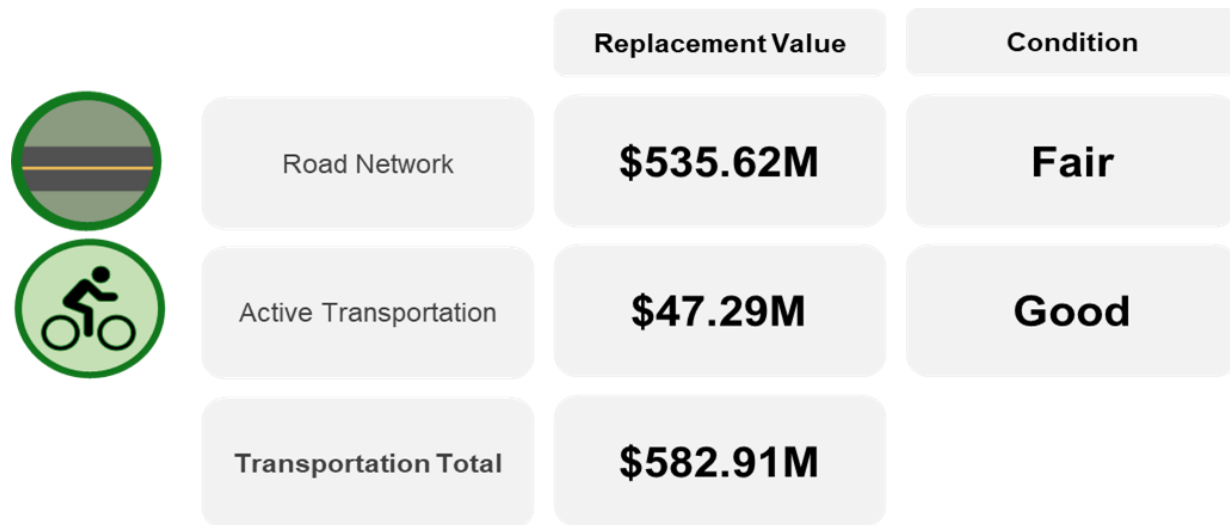 Replacement Value
Condition
Road Network
$535.62M
Fair
Active Transportation
$47.29M
Good
Transportation Total
$582.91M